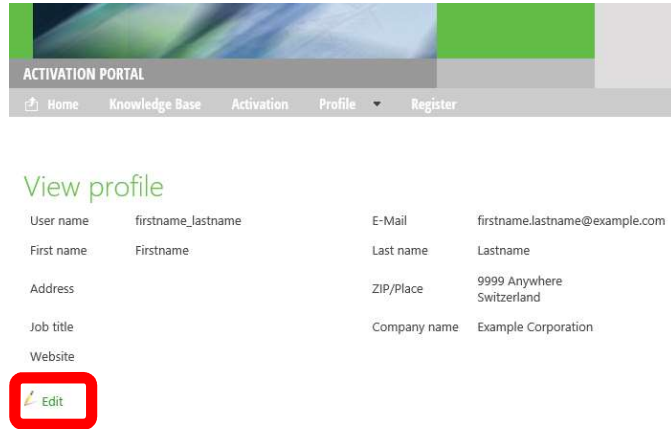 ACTIVATION PORTAL
Home Knowledge Base Activation Profile Register
View profile
User name firstname_lastname E-Mail firstname.lastname@example.com
First name Firstname Last name Lastname
Address ZIP/Place 9999 Anywhere
Switzerland
Job title Company name Example Corporation
Website
Edit